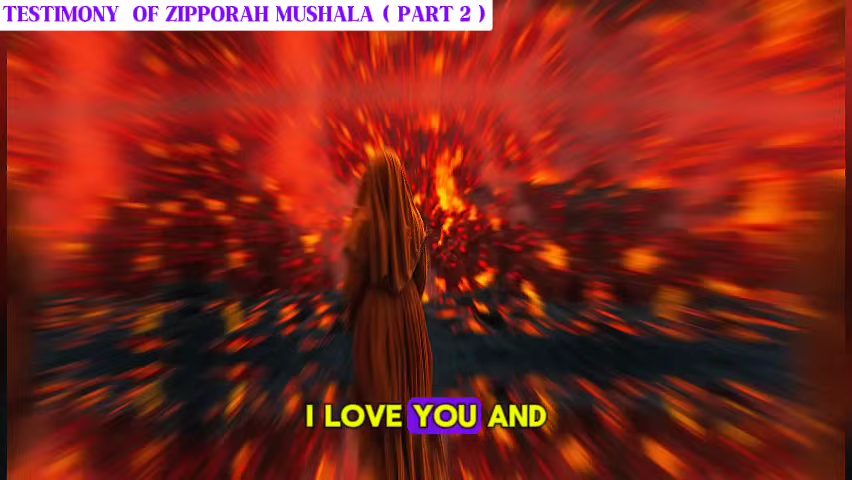 TESTIMONY OF ZIPPORAH MUSHALA ( PART 2 )
I LOVE YOU AND